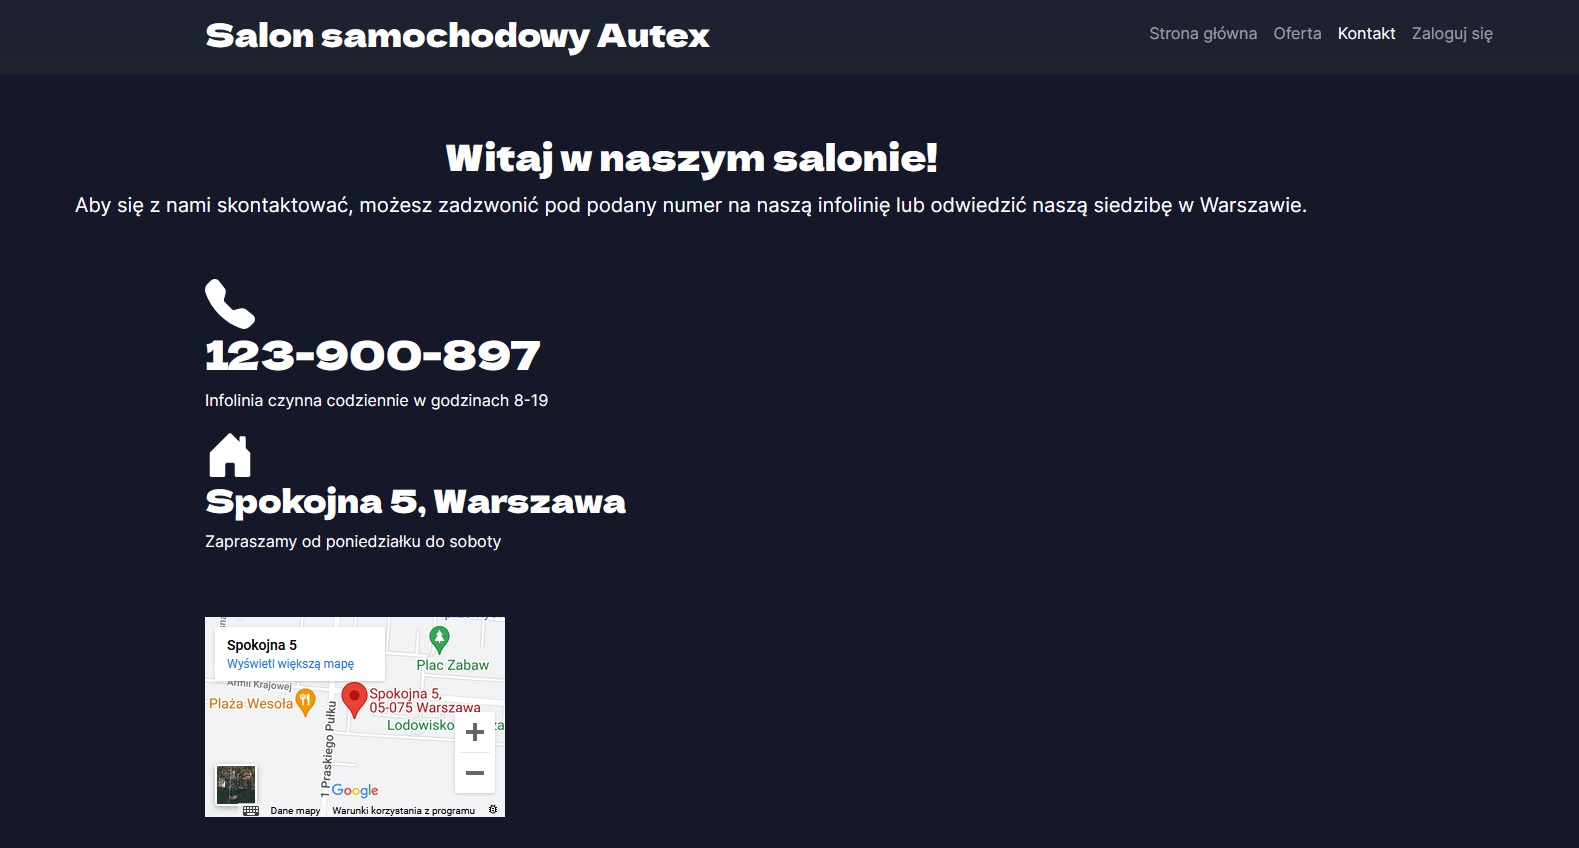 Salon samochodowy Autex
Strona główna Oferta Kontakt Zaloguj się
Witaj w naszym salonie!
Aby się z nami skontaktować, możesz zadzwonić pod podany numer na naszą infolinię lub odwiedzić naszą siedzibę w Warszawie.
123-900-897
Infolinia czynna codziennie w godzinach 8-19
Spokojna 5, Warszawa
Zapraszamy od poniedziałku do soboty
Spokojna 5
Wyświetl większą mapę
Plac Zabaw
Armii Krajowej
Plaża Wesoła
Spokojna 5,
05-075 Warszawa
Lodowisko
1 Praskiego Pułku
Google
Dane mapy Warunki korzystania z programu